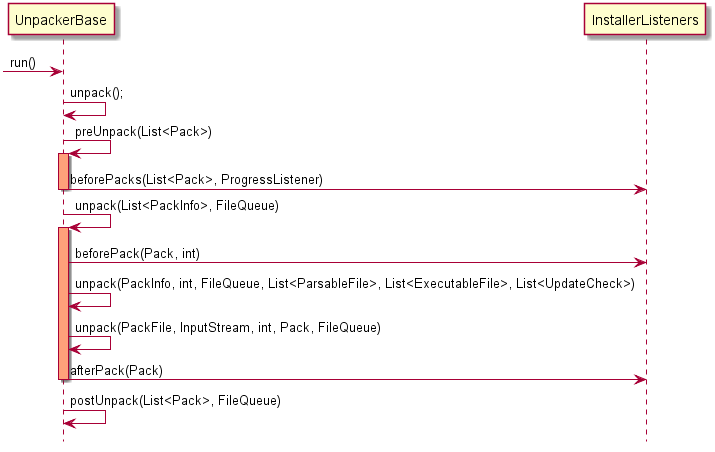 UnpackerBase
InstallerListeners
run()
unpack();
preUnpack(List<Pack>)
beforePacks(List<Pack>, ProgressListener)
unpack(List<PackInfo>, FileQueue)
beforePack(Pack, int)
unpack(PackInfo, int, FileQueue, List<ParsableFile>, List<ExecutableFile>, List<UpdateCheck>)
unpack(PackFile, InputStream, int, Pack, FileQueue)
afterPack(Pack)
postUnpack(List<Pack>, FileQueue)